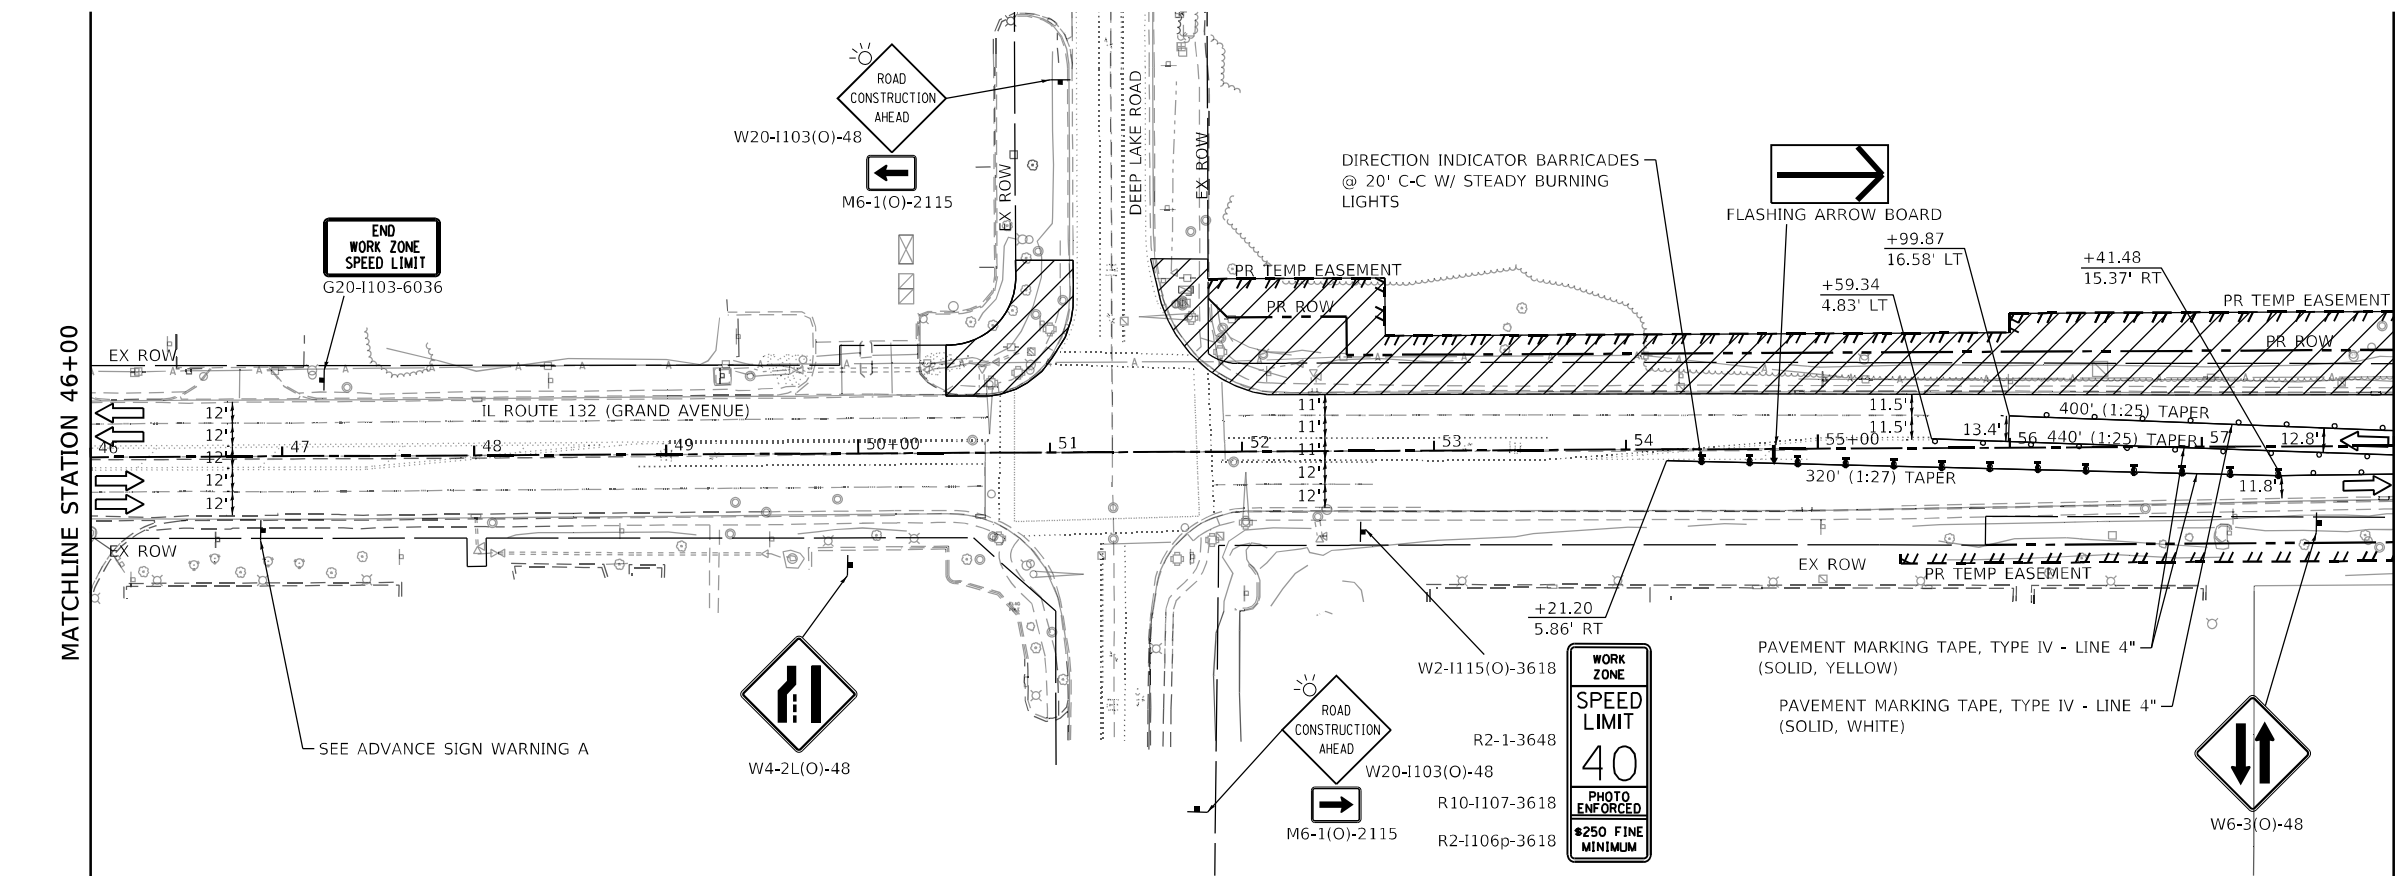 MATCHLINE STATION 46+00
ROAD
CONSTRUCTION
AHEAD
W20-I103(O)-48
M6-1(O)-2115
END
WORK ZONE
SPEED LIMIT
G20-I103-6036
EX ROW
DEEP LAKE ROAD
EX ROW
DIRECTION INDICATOR BARRICADES
@ 20' C-C W/ STEADY BURNING
LIGHTS
FLASHING ARROW BOARD
+99.87
16.58' LT
+59.34
4.83' LT
+41.48
15.37' RT
PR TEMP EASEMENT
PR ROW
PR TEMP EASEMENT
PR ROW
EX ROW
IL ROUTE 132 (GRAND AVENUE)
12'
12'
12'
12'
12'
11'
11'
11'
12'
12'
11.5'
11.5'
13.4'
400' (1:25) TAPER
440' (1:25) TAPER
12.8'
46
47
48
49
50+00
51
52
53
54
55+00
56
57
320' (1:27) TAPER
11.8'
EX ROW
EX ROW
PR TEMP EASEMENT
+21.20
5.86' RT
SEE ADVANCE SIGN WARNING A
W4-2L(O)-48
ROAD
CONSTRUCTION
AHEAD
W20-I103(O)-48
M6-1(O)-2115
W2-I115(O)-3618
R2-1-3648
R10-I107-3618
R2-I106p-3618
WORK
ZONE
SPEED
LIMIT
40
PHOTO
ENFORCED
$250 FINE
MINIMUM
PAVEMENT MARKING TAPE, TYPE IV - LINE 4"
(SOLID, YELLOW)
PAVEMENT MARKING TAPE, TYPE IV - LINE 4"
(SOLID, WHITE)
W6-3(O)-48